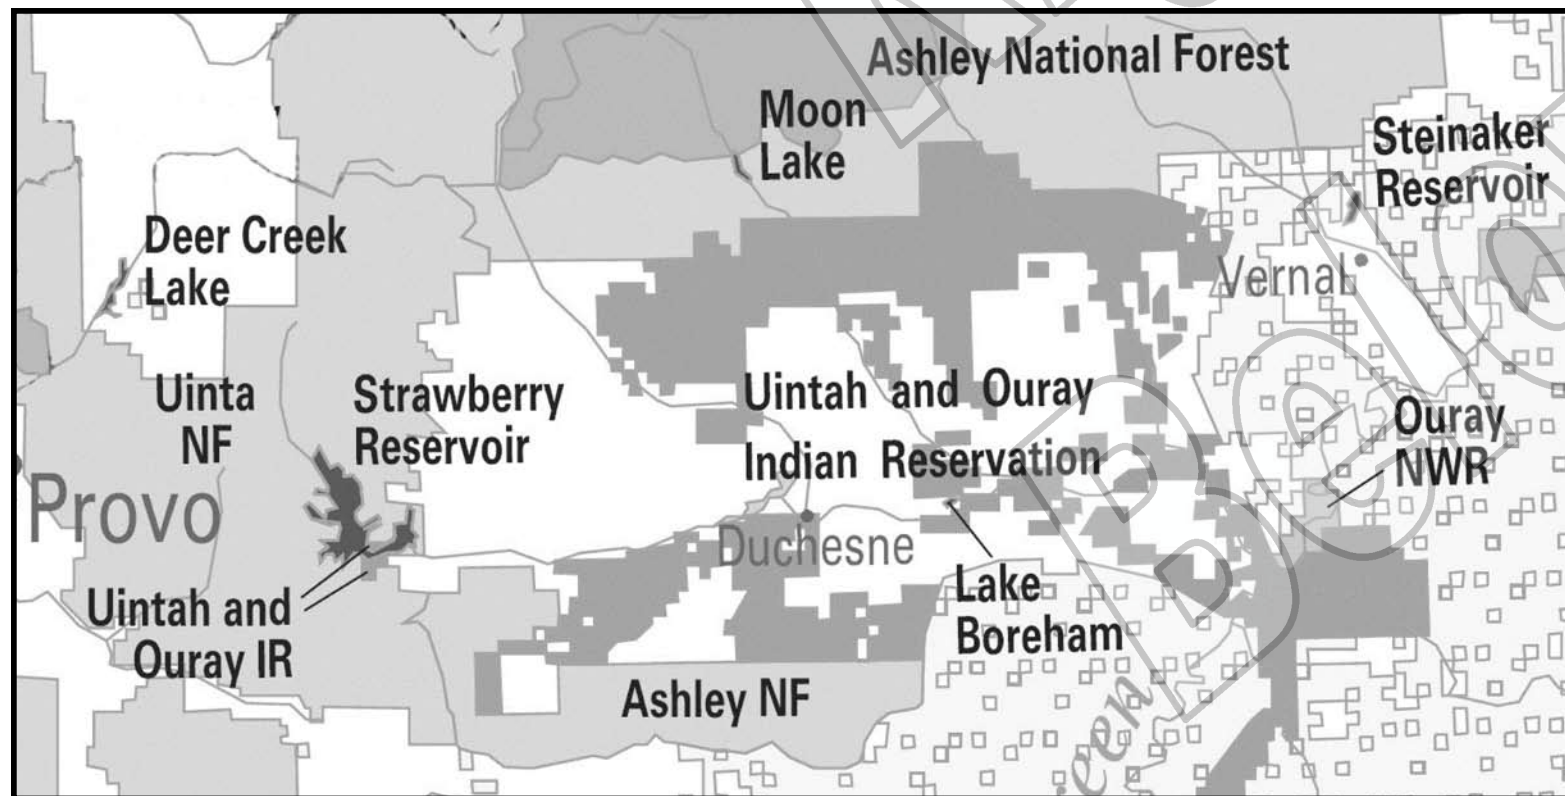 Ashley National Forest
Moon
Lake
Steinaker
Reservoir
Deer Creek
Lake
Vernal
Uinta
NF
Strawberry
Reservoir
Uintah and Ouray
Indian Reservation
Ouray
NWR
Provo
Duchesne
Lake
Boreham
Uintah and
Ouray IR
Ashley NF